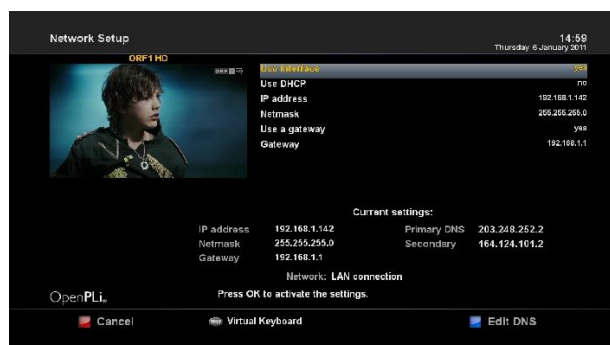 Network Setup
14:59
Thursday 6 January 2011
ORF1 HD
Use Interface yes
Use DHCP no
IP address 192.168.1.142
Netmask 255.255.255.0
Use a gateway yes
Gateway 192.168.1.1
Current settings:
IP address 192.168.1.142 Primary DNS 203.248.252.2
Netmask 255.255.255.0 Secondary 164.124.101.2
Gateway 192.168.1.1
Network: LAN connection
OpenPLi® Press OK to activate the settings.
Cancel Virtual Keyboard Edit DNS